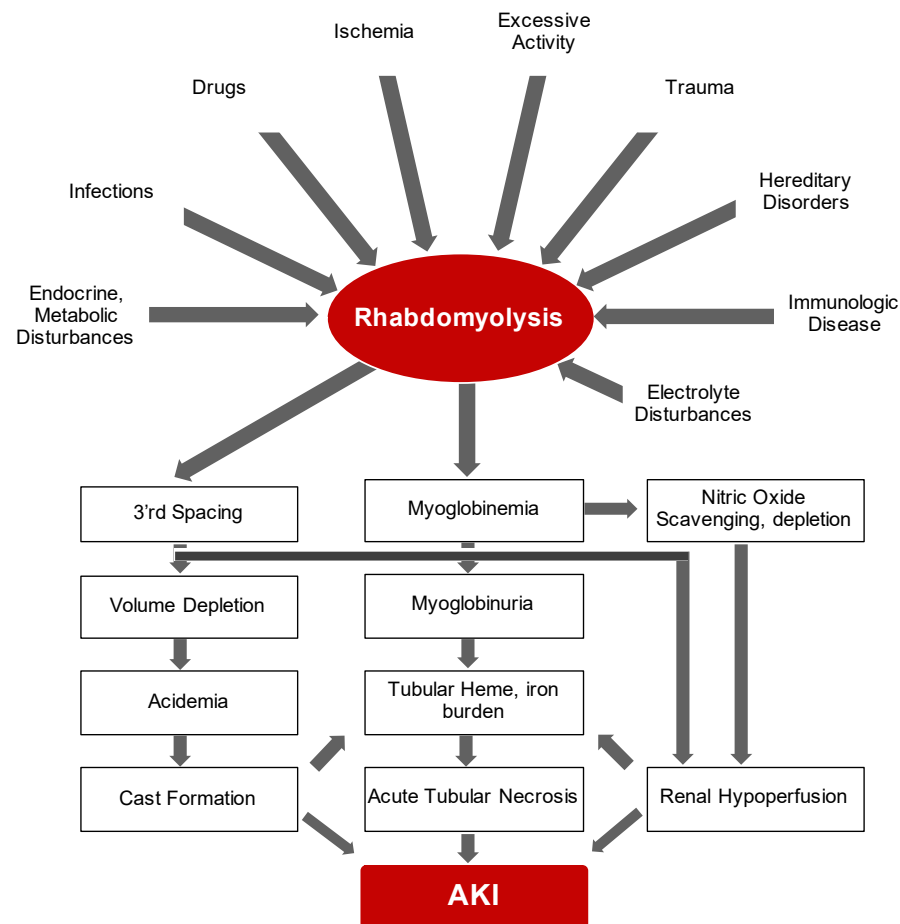 Ischemia
Excessive
Activity
Drugs
Trauma
Infections
Hereditary
Disorders
Endocrine,
Metabolic
Disturbances
Rhabdomyolysis
Immunologic
Disease
Electrolyte
Disturbances
3'rd Spacing
Myoglobinemia
Nitric Oxide
Scavenging, depletion
Volume Depletion
Myoglobinuria
Acidemia
Tubular Heme, iron
burden
Cast Formation
Acute Tubular Necrosis
Renal Hypoperfusion
AKI